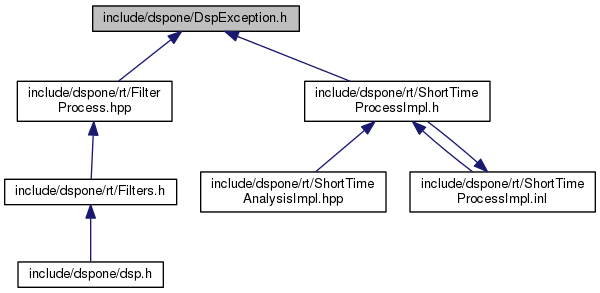 include/dspone/DspException.h
include/dspone/rt/Filter
Process.hpp
include/dspone/rt/ShortTime
ProcessImpl.h
include/dspone/rt/Filters.h
include/dspone/rt/ShortTime
AnalysisImpl.hpp
include/dspone/rt/ShortTime
ProcessImpl.inl
include/dspone/dsp.h